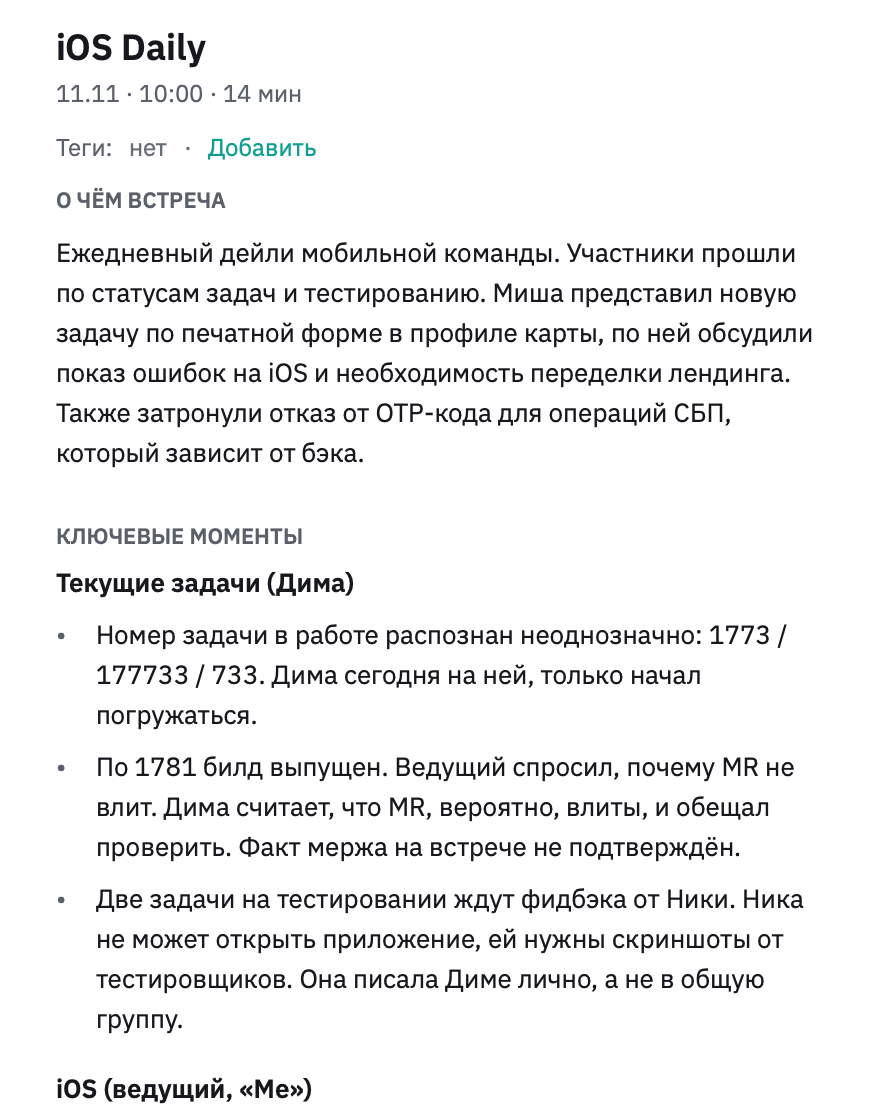 iOS Daily
11.11 · 10:00 · 14 мин
Теги: нет · Добавить
О ЧЁМ ВСТРЕЧА
Ежедневный дейли мобильной команды. Участники прошли
по статусам задач и тестированию. Миша представил новую
задачу по печатной форме в профиле карты, по ней обсудили
показ ошибок на iOS и необходимость переделки лендинга.
Также затронули отказ от OTP-кода для операций СБП,
который зависит от бэка.
КЛЮЧЕВЫЕ МОМЕНТЫ
Текущие задачи (Дима)
• Номер задачи в работе распознан неоднозначно: 1773 /
177733 / 733. Дима сегодня на ней, только начал
погружаться.
• По 1781 билд выпущен. Ведущий спросил, почему MR не
влит. Дима считает, что MR, вероятно, влиты, и обещал
проверить. Факт мержа на встрече не подтверждён.
• Две задачи на тестировании ждут фидбэка от Ники. Ника
не может открыть приложение, ей нужны скриншоты от
тестировщиков. Она писала Диме лично, а не в общую
группу.
iOS (ведущий, «Me»)